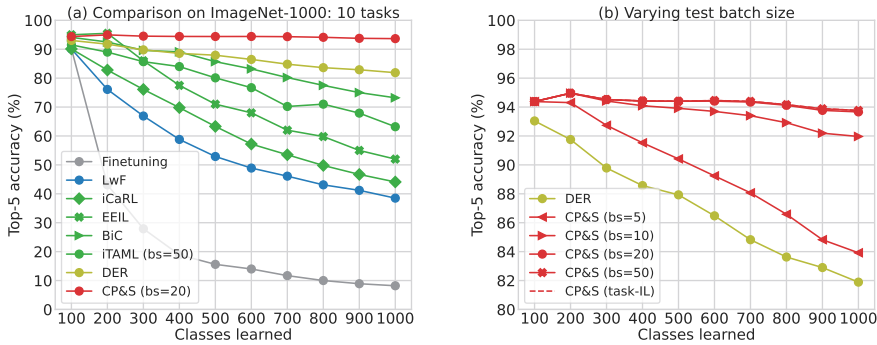 (a) Comparison on ImageNet-1000: 10 tasks
Top-5 accuracy (%)
100
90
80
70
60
50
40
30
20
10
0
Finetuning
LwF
iCaRL
EEIL
BiC
iTAML (bs=50)
DER
CP&S (bs=20)
100 200 300 400 500 600 700 800 900 1000
Classes learned
(b) Varying test batch size
Top-5 accuracy (%)
100
98
96
94
92
90
88
86
84
82
80
DER
CP&S (bs=5)
CP&S (bs=10)
CP&S (bs=20)
CP&S (bs=50)
CP&S (task-IL)
100 200 300 400 500 600 700 800 900 1000
Classes learned